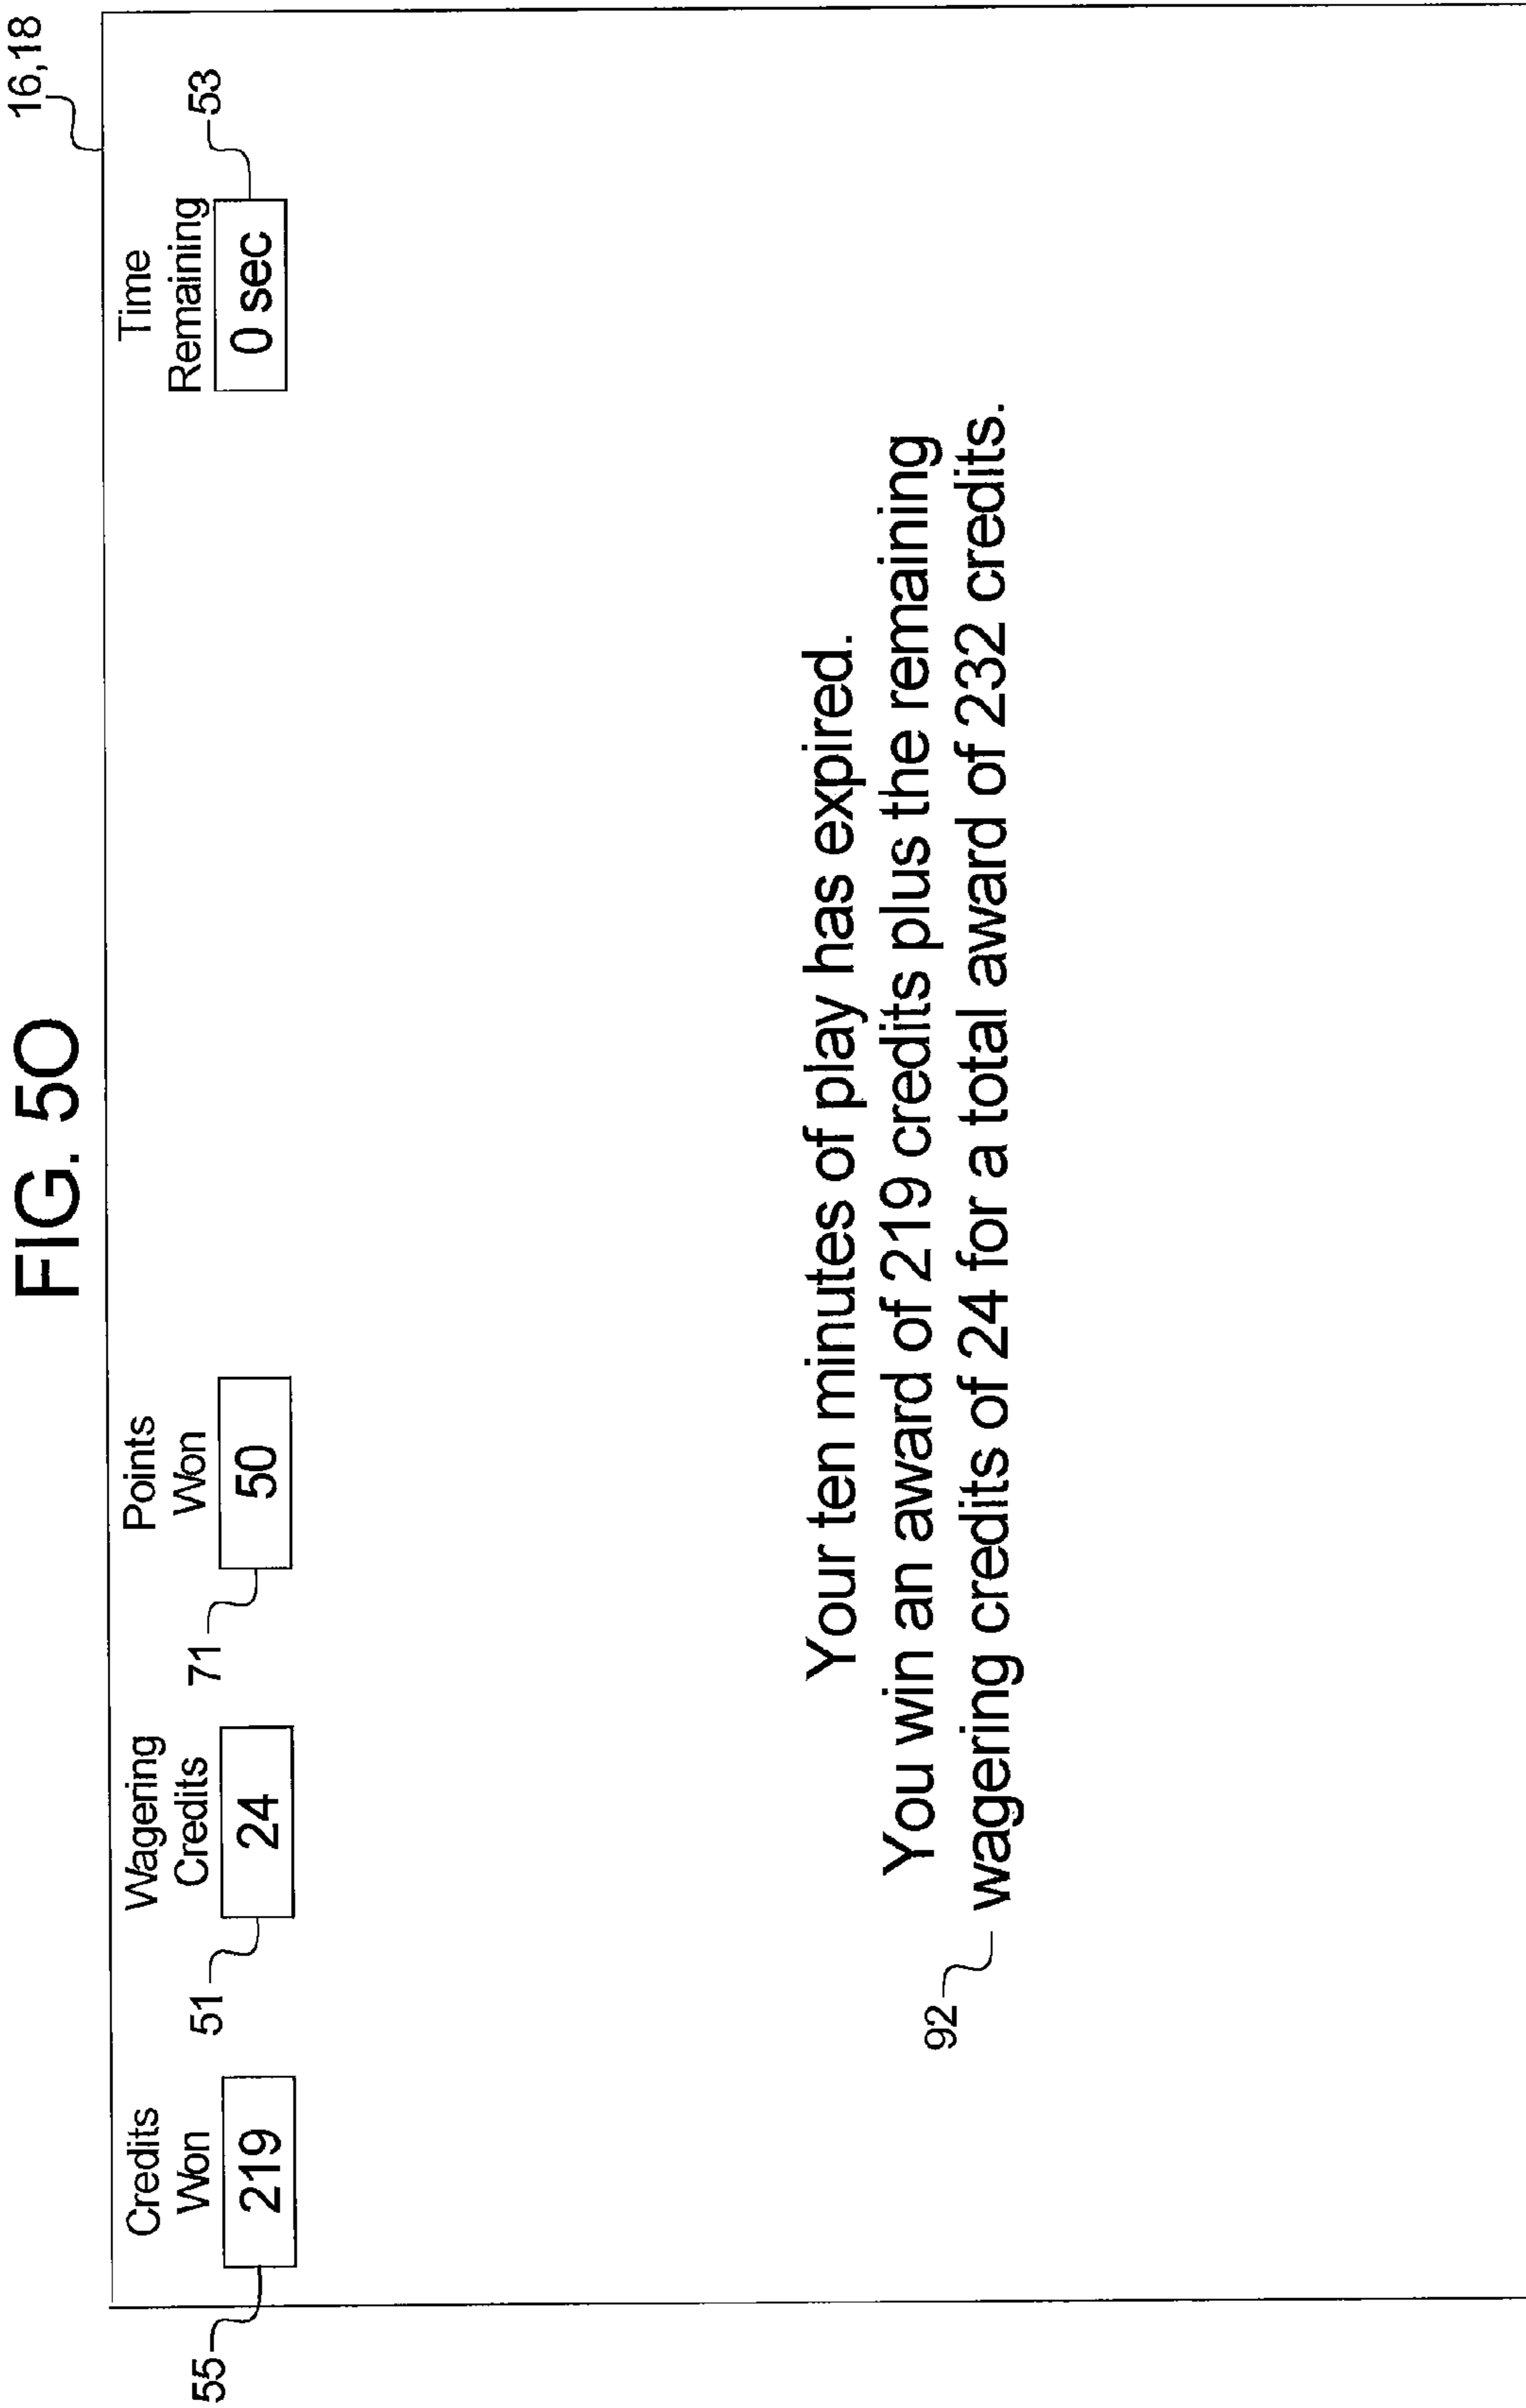 FIG. 5O
16,18
Credits
Won
219
55
Wagering
Credits
24
51
Points
Won
50
71
Time
Remaining
0 sec
53
Your ten minutes of play has expired.
You win an award of 219 credits plus the remaining
wagering credits of 24 for a total award of 232 credits.
92